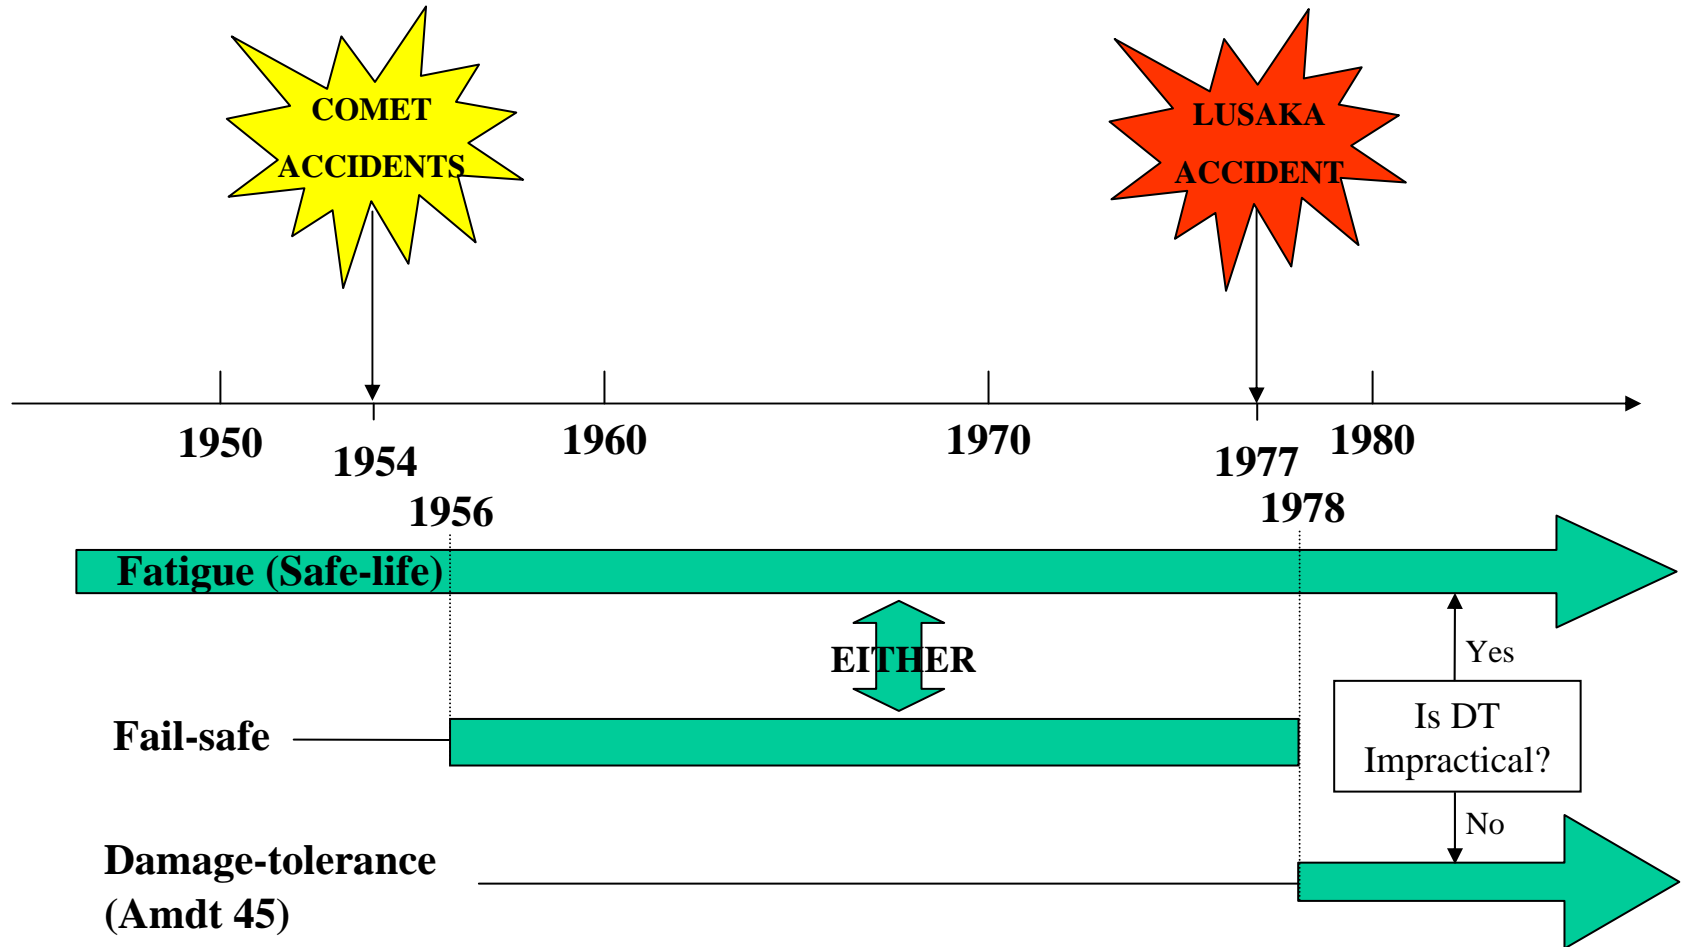 COMET
ACCIDENTS
LUSAKA
ACCIDENT
1950
1954
1960
1970
1977
1980
1956
1978
Fatigue (Safe-life)
EITHER
Yes
Fail-safe
Is DT
Impractical?
No
Damage-tolerance
(Amdt 45)